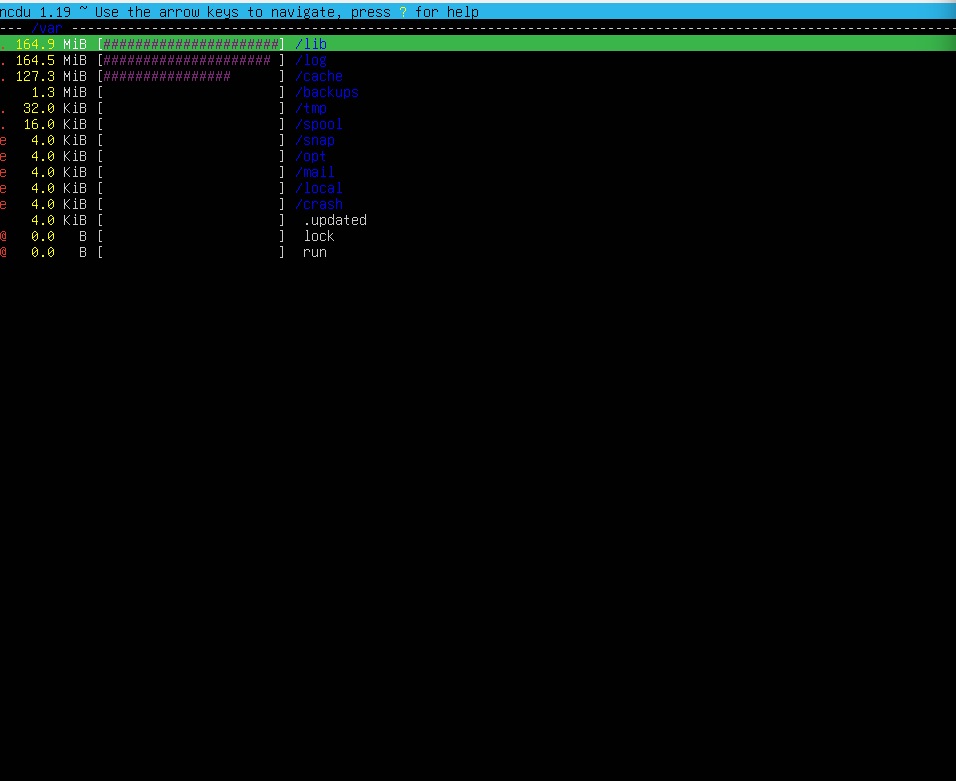 ncdu 1.19 ~ Use the arrow keys to navigate, press ? for help
--- /var ----------------------------------------------------------------------------------------------------------------
. 164.9 MiB [######################] /lib
. 164.5 MiB [##################### ] /log
. 127.3 MiB [################      ] /cache
    1.3 MiB [                      ] /backups
.  32.0 KiB [                      ] /tmp
.  16.0 KiB [                      ] /spool
e   4.0 KiB [                      ] /snap
e   4.0 KiB [                      ] /opt
e   4.0 KiB [                      ] /mail
e   4.0 KiB [                      ] /local
e   4.0 KiB [                      ] /crash
    4.0 KiB [                      ]  .updated
@   0.0   B [                      ]  lock
@   0.0   B [                      ]  run